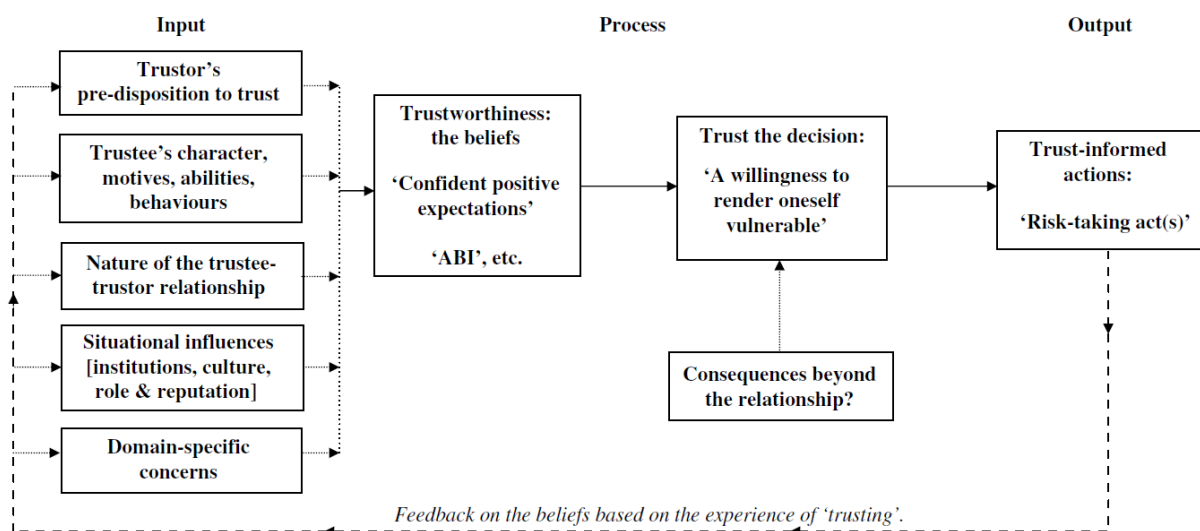 Input
Process
Output
Trustor’s
pre-disposition to trust
Trustee’s character,
motives, abilities,
behaviours
Nature of the trustee-
trustor relationship
Situational influences
[institutions, culture,
role & reputation]
Domain-specific
concerns
Trustworthiness:
the beliefs
‘Confident positive
expectations’
‘ABI’, etc.
Trust the decision:
‘A willingness to
render oneself
vulnerable’
Consequences beyond
the relationship?
Trust-informed
actions:
‘Risk-taking act(s)’
Feedback on the beliefs based on the experience of ‘trusting’.